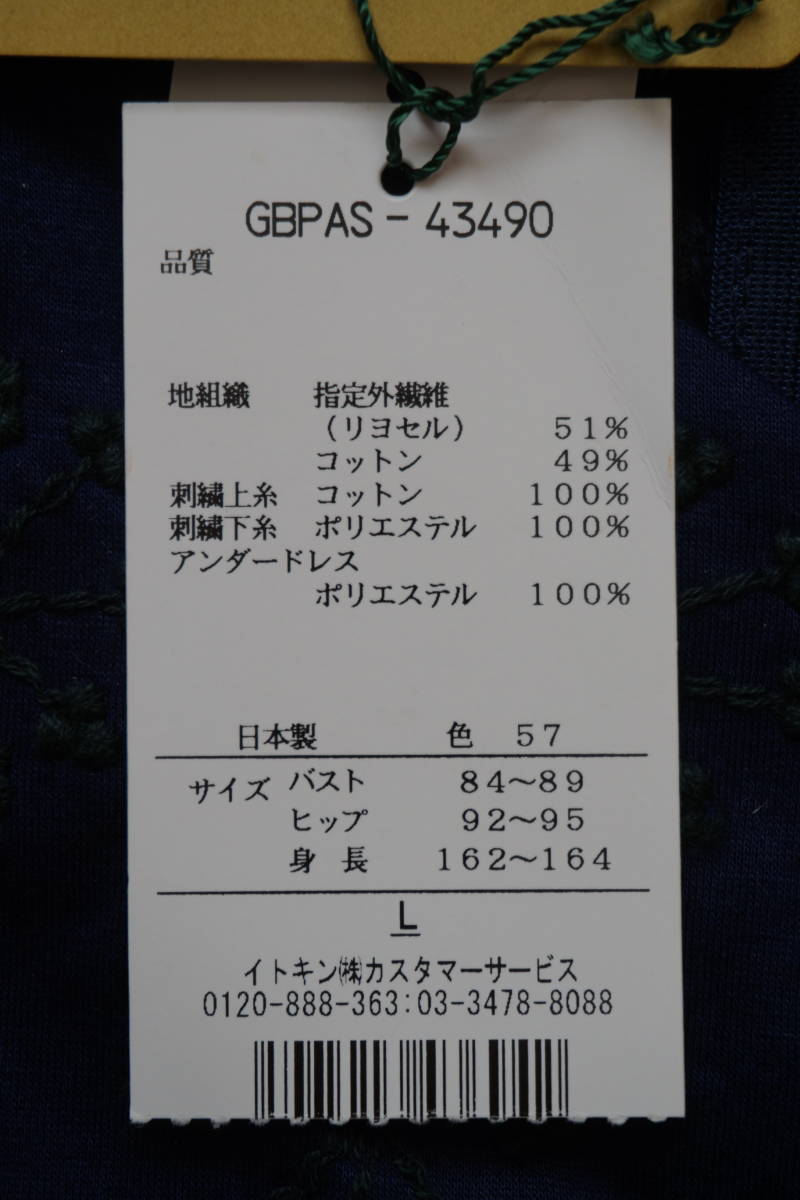 GBPAS-43490
品質
地組織 指定外繊維
(リヨセル) 51%
コットン 49%
刺繍上糸 コットン 100%
刺繍下糸 ポリエステル 100%
アンダードレス
ポリエステル 100%
日本製 色 57
サイズ バスト 84〜89
ヒップ 92〜95
身長 162〜164
L
イトキン㈱カスタマーサービス
0120-888-363:03-3478-8088